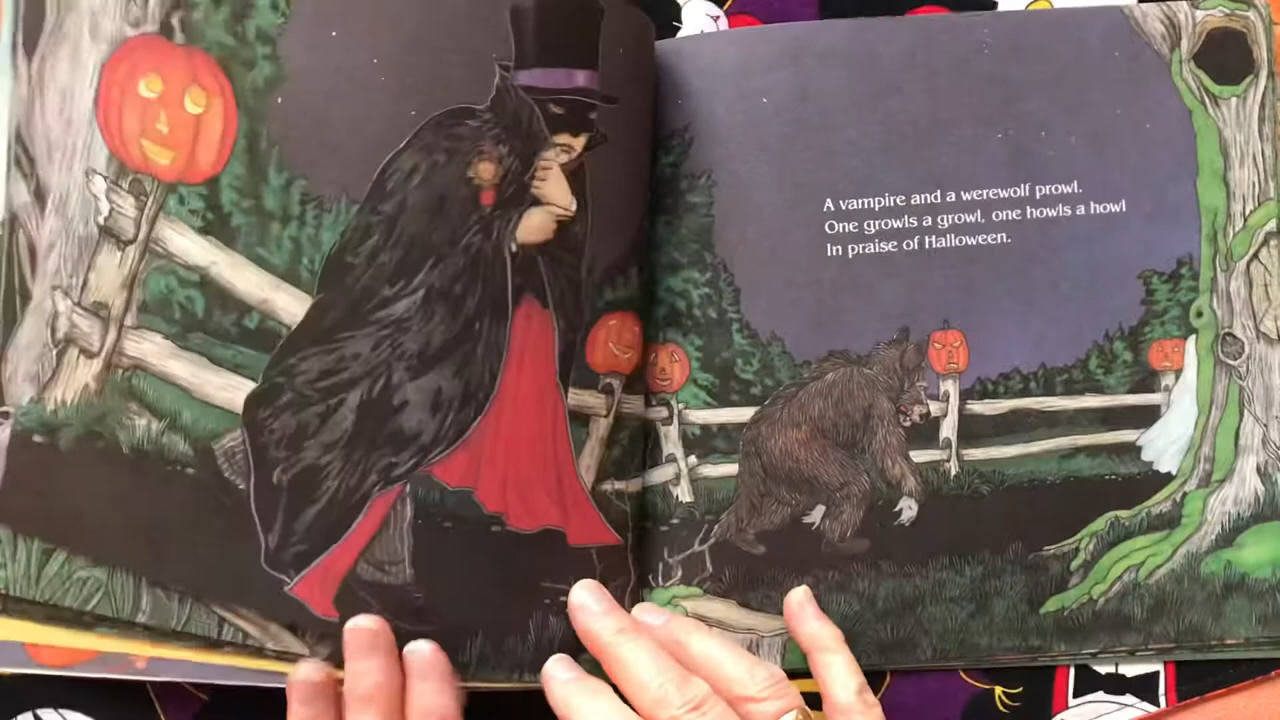 A vampire and a werewolf prowl.
One growls a growl, one howls a howl
In praise of Halloween.